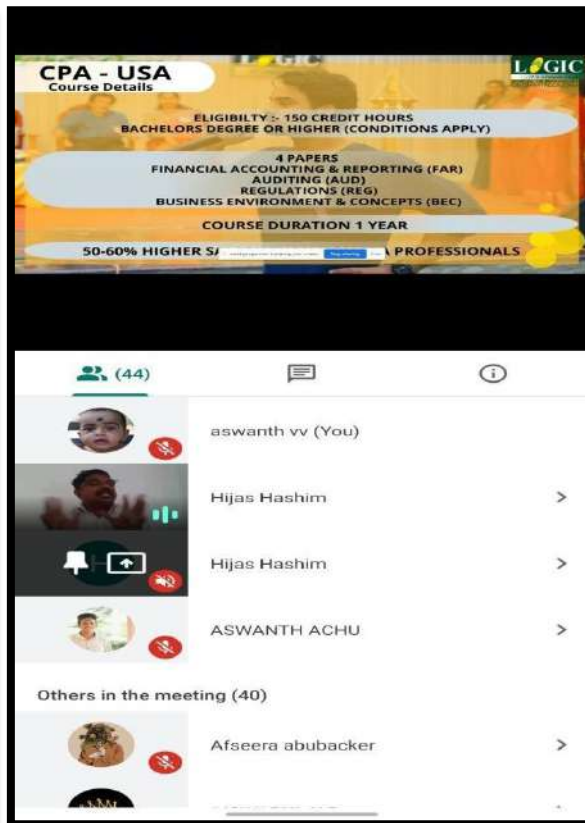 CPA - USA
Course Details
LOGIC
ELIGIBILTY :- 150 CREDIT HOURS
BACHELORS DEGREE OR HIGHER (CONDITIONS APPLY)
4 PAPERS
FINANCIAL ACCOUNTING & REPORTING (FAR)
AUDITING (AUD)
REGULATIONS (REG)
BUSINESS ENVIRONMENT & CONCEPTS (BEC)
COURSE DURATION 1 YEAR
50-60% HIGHER PROFESSIONALS
(44)
aswanth vv (You)
Hijas Hashim
Hijas Hashim
ASWANTH ACHU
Others in the meeting (40)
Afseera abubacker